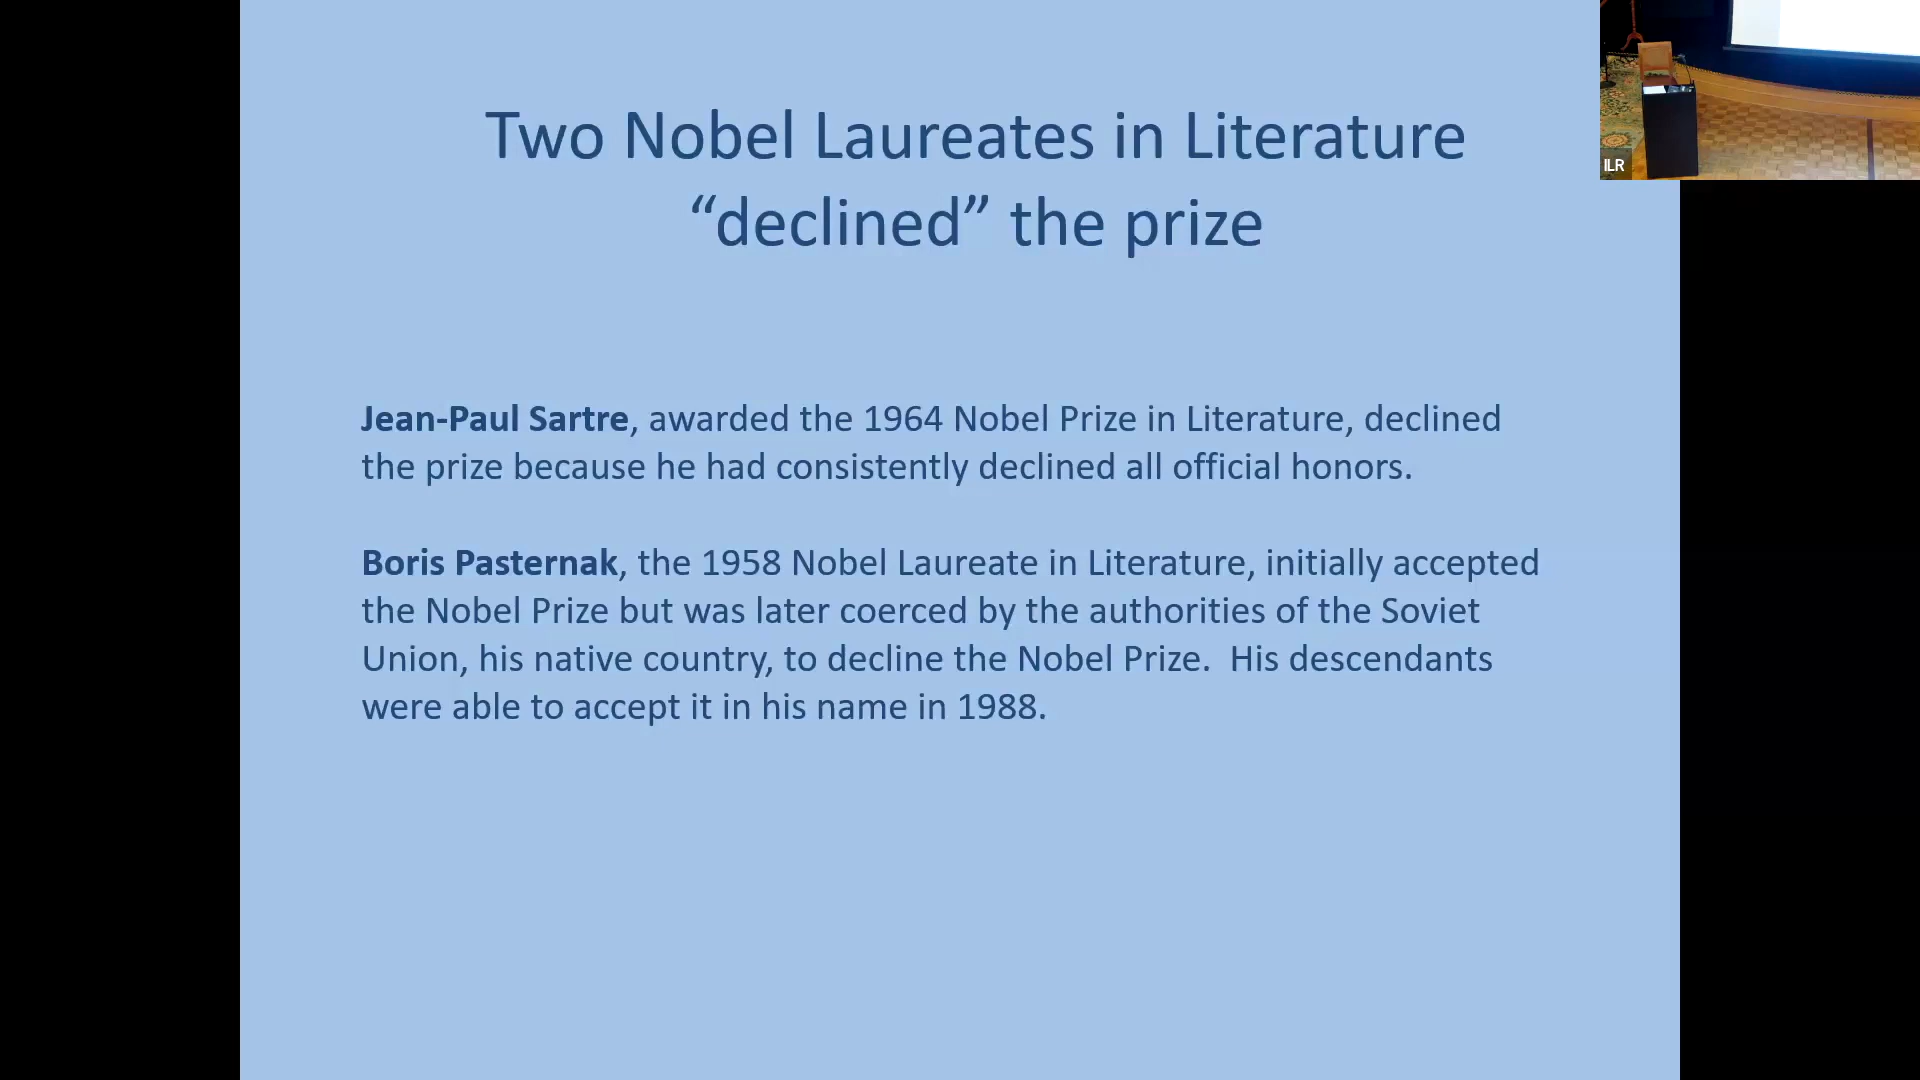 Two Nobel Laureates in Literature
“declined” the prize
Jean-Paul Sartre, awarded the 1964 Nobel Prize in Literature, declined
the prize because he had consistently declined all official honors.
Boris Pasternak, the 1958 Nobel Laureate in Literature, initially accepted
the Nobel Prize but was later coerced by the authorities of the Soviet
Union, his native country, to decline the Nobel Prize.  His descendants
were able to accept it in his name in 1988.
ILR